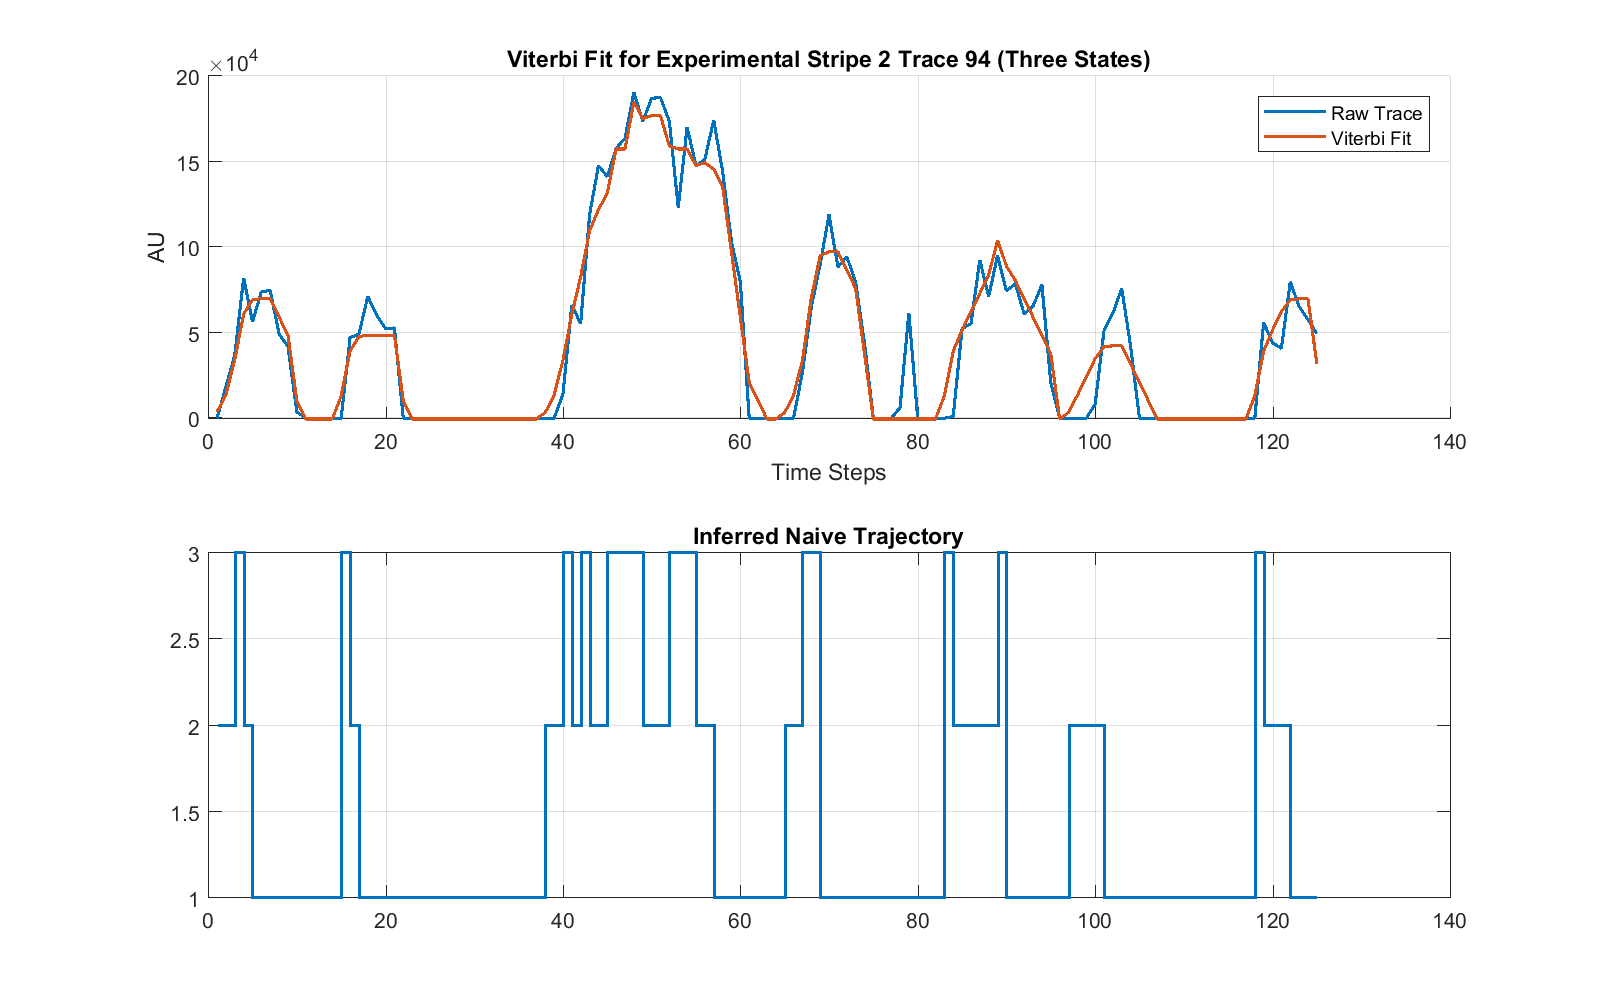 Viterbi Fit for Experimental Stripe 2 Trace 94 (Three States)
×10⁴
20
15
10
5
0
AU
Raw Trace
Viterbi Fit
0 20 40 60 80 100 120 140
Time Steps
Inferred Naive Trajectory
3
2.5
2
1.5
1
0 20 40 60 80 100 120 140